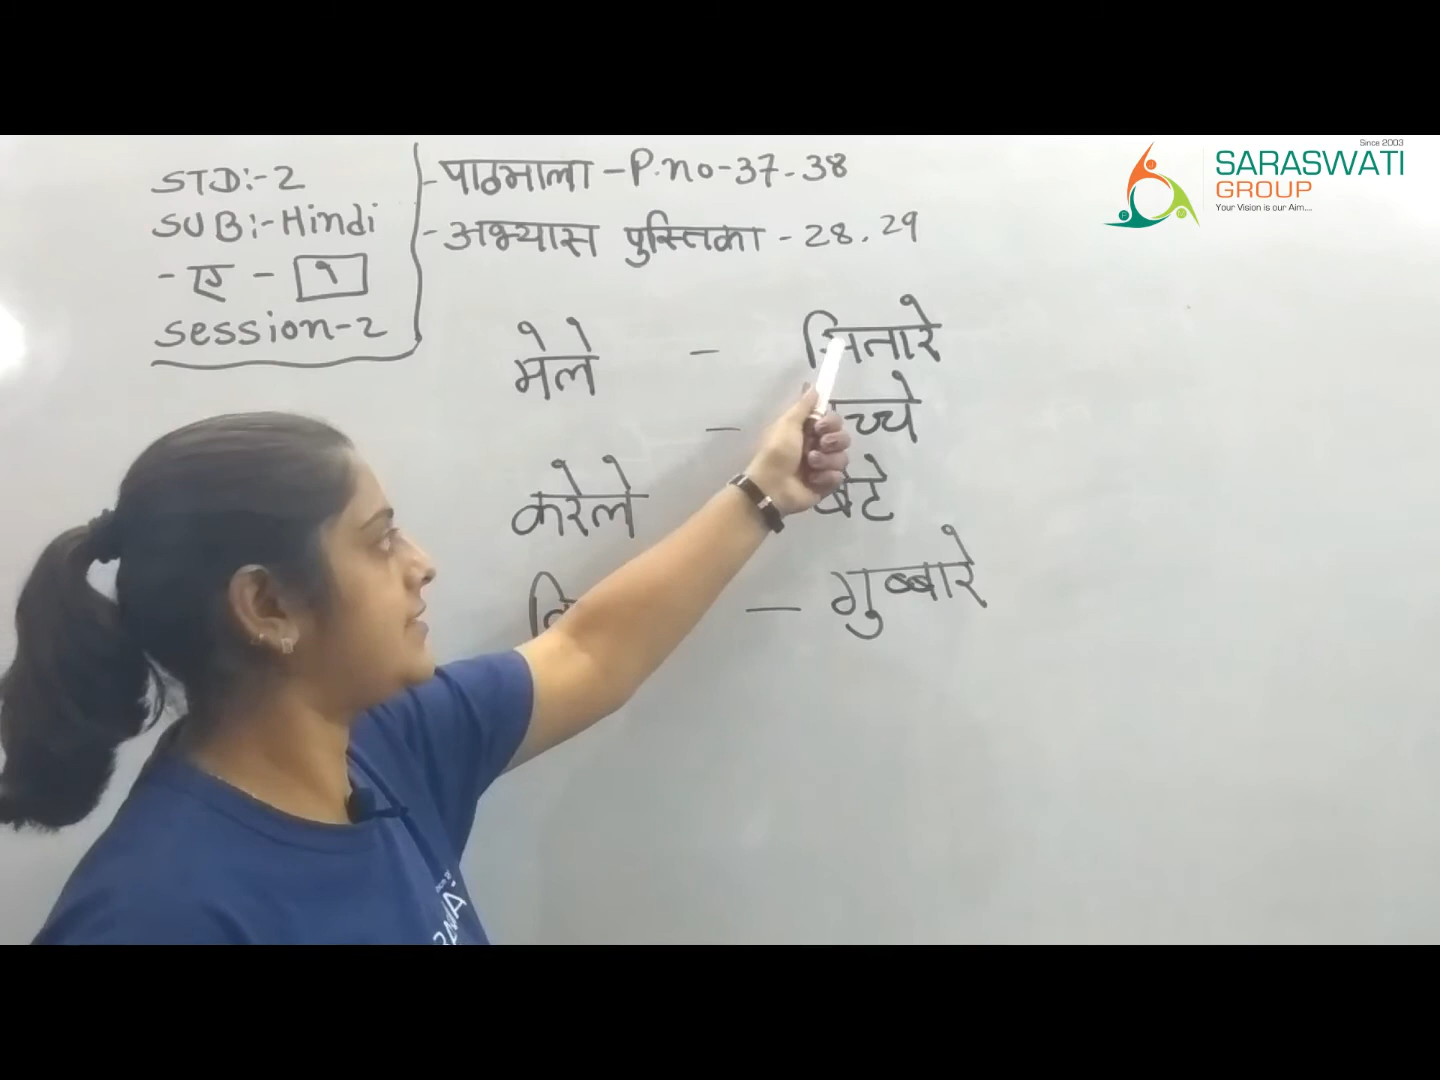 STD:-2
SUB:-Hindi
- ए - १
Session-2
- पाठमाला - P.no-37-38
- अभ्यास पुस्तिका - 28, 29
मेले - सितारे
-
करेले
- गुब्बारे
Since 2003
SARASWATI
GROUP
Your Vision is our Aim....